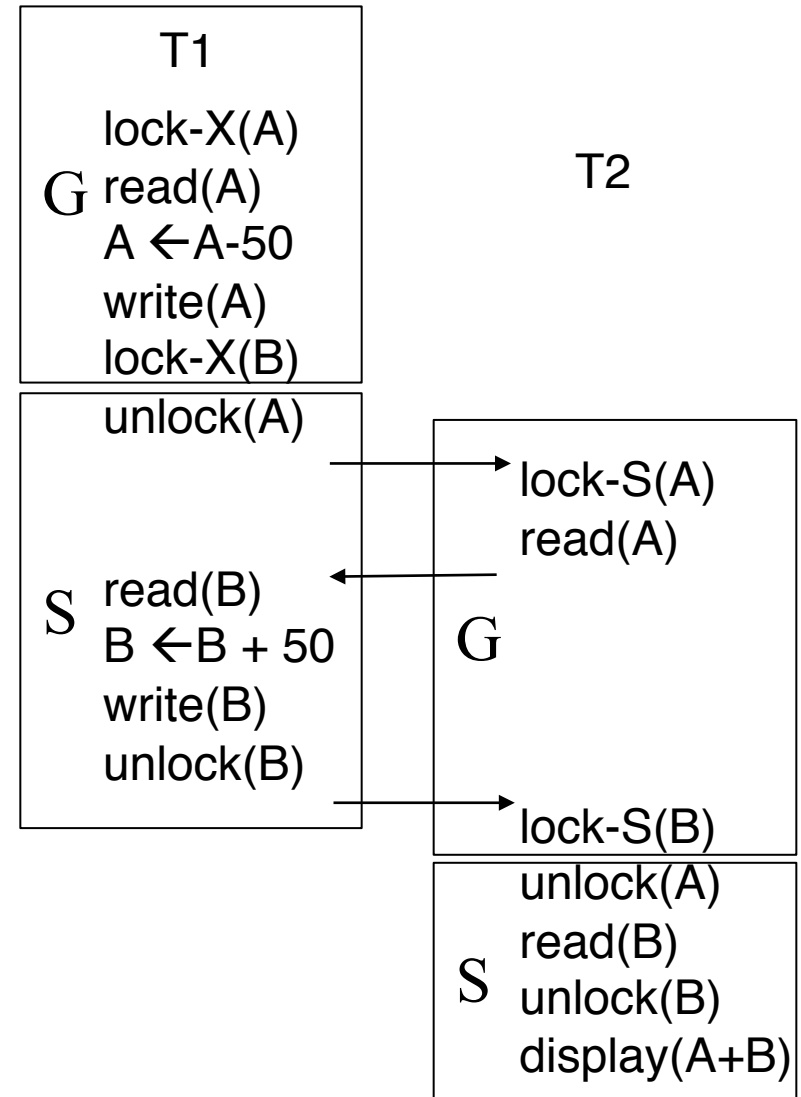 T1
lock-X(A)
G read(A)
A ←A-50
write(A)
lock-X(B)
unlock(A)
S read(B)
B ←B + 50
write(B)
unlock(B)
T2
lock-S(A)
read(A)
G
lock-S(B)
unlock(A)
read(B)
S unlock(B)
display(A+B)